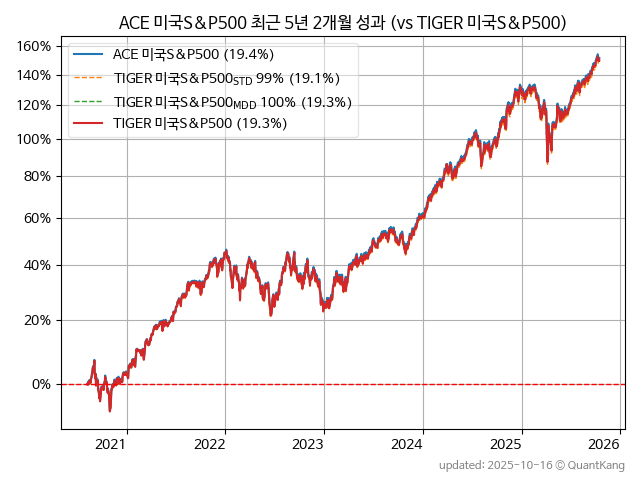 ACE 미국S&P500 최근 5년 2개월 성과 (vs TIGER 미국S&P500)
160%
140%
120%
100%
80%
60%
40%
20%
0%
ACE 미국S&P500 (19.4%)
TIGER 미국S&P500STD 99% (19.1%)
TIGER 미국S&P500MDD 100% (19.3%)
TIGER 미국S&P500 (19.3%)
2021 2022 2023 2024 2025 2026
updated: 2025-10-16 © QuantKang